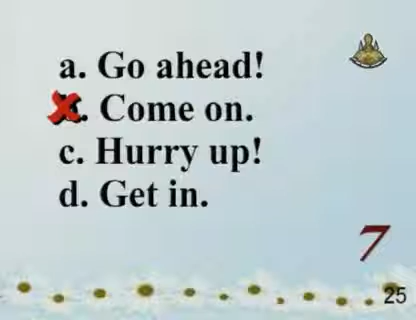 a. Go ahead!
. Come on.
c. Hurry up!
d. Get in.
7
25